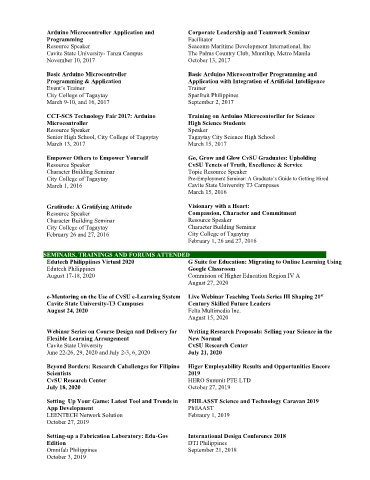 Arduino Microcontroller Application and
Programming
Resource Speaker
Cavite State University- Tanza Campus
November 10, 2017
Corporate Leadership and Teamwork Seminar
Facilitator
Seacoms Maritime Development International, Inc
The Palms Country Club, Muntilup, Metro Manila
October 13, 2017
Basic Arduino Microcontroller
Programming & Application
Event's Trainer
City College of Tagaytay
March 9-10, and 16, 2017
Basic Arduino Microcontroller Programming and
Application with Integration of Artificial Intelligence
Trainer
Spartbuit Philippines
September 2, 2017
CCT-SCS Technology Fair 2017: Arduino
Microcontroller
Resource Speaker
Senior High School, City College of Tagaytay
March 13, 2017
Training on Arduino Microcontoriller for Science
High Science Students
Speaker
Tagaytay City Science High School
March 15, 2017
Empower Others to Empower Yourself
Resource Speaker
Character Building Seminar
City College of Tagaytay
March 1, 2016
Go, Grow and Glow CvSU Graduates: Upholding
CvSU Tenets of Truth, Excellence & Service
Topic Resource Speaker
Pre-Employment Seminar: A Graduate's Guide to Getting Hired
Cavite State University T3 Campuses
March 15, 2016
Gratitude: A Gratifying Attitude
Resource Speaker
Character Building Seminar
City College of Tagaytay
February 26 and 27, 2016
Visionary with a Heart:
Compassion, Character and Commitment
Resource Speaker
Character Building Seminar
City College of Tagaytay
February 1, 26 and 27, 2016
SEMINARS, TRAININGS AND FORUMS ATTENDED
Edutech Philippines Virtual 2020
Edutech Philippines
August 17-18, 2020
G Suite for Education: Migrating to Online Learning Using
Google Classroom
Commission of Higher Education Region IV A
August 27, 2020
e-Mentoring on the Use of CvSU e-Learning System
Cavite State University-T3 Campuses
August 24, 2020
Live Webinar Teaching Tools Series III Shaping 21st
Century Skilled Future Leaders
Felta Multimedia Inc.
August 15, 2020
Webinar Series on Course Design and Delivery for
Flexible Learning Arrangement
Cavite State University
June 22-26, 29, 2020 and July 2-3, 6, 2020
Writing Research Proposals: Selling your Science in the
New Normal
CvSU Research Center
July 21, 2020
Beyond Borders: Research Cahallenges for Filipino
Scientists
CvSU Research Center
July 18, 2020
Higer Employability Results and Opportunities Encore
2019
HERO Summit PTE LTD
October 27, 2019
Setting Up Your Game: Latest Tool and Trends in
App Development
LEENTECH Network Solution
October 27, 2019
PHILAAST Science and Technology Caravan 2019
PhilAAST
February 1, 2019
Setting-up a Fabrication Laboratory: Edu-Gov
Edition
Omnifab Philippines
October 3, 2019
International Design Conference 2018
DTI Philippines
September 21, 2018